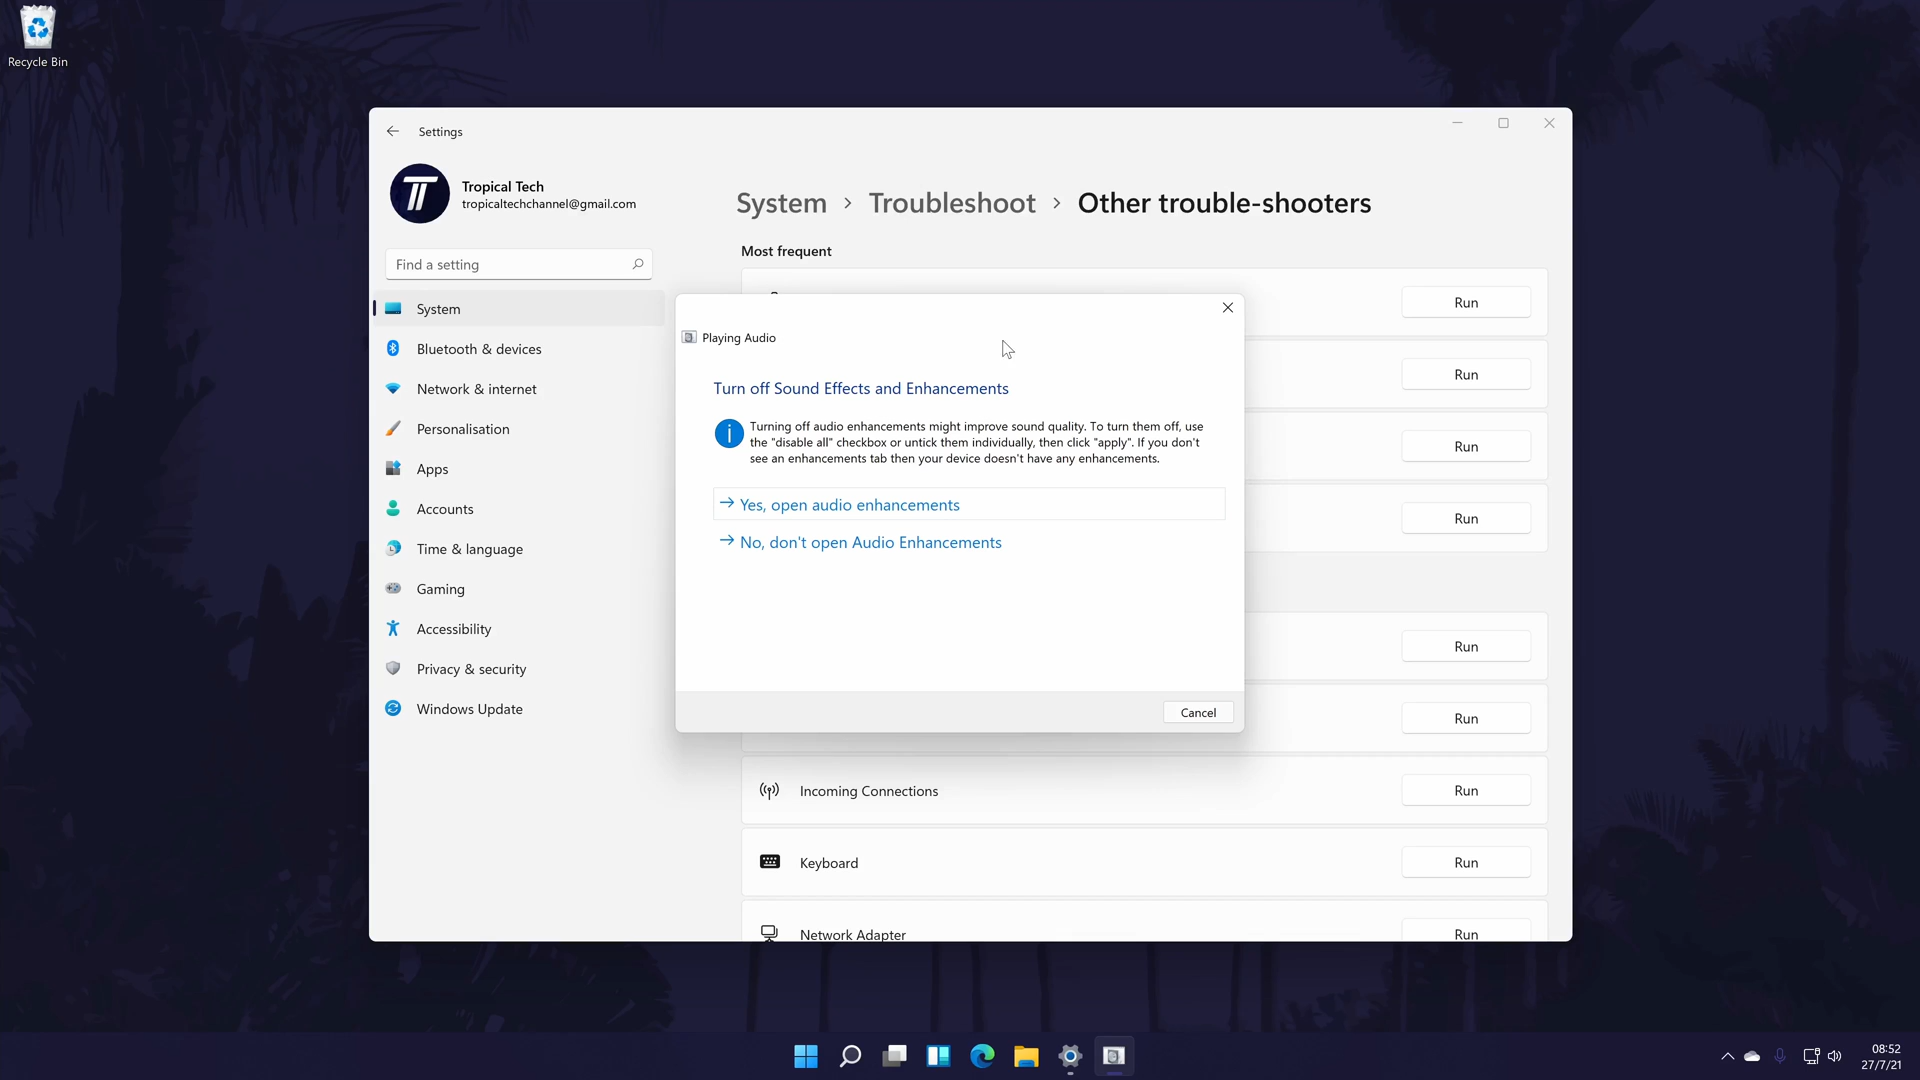 Recycle Bin
Settings
Tropical Tech
tropicaltechchannel@gmail.com
Find a setting
System
Bluetooth & devices
Network & internet
Personalisation
Apps
Accounts
Time & language
Gaming
Accessibility
Privacy & security
Windows Update
System > Troubleshoot > Other trouble-shooters
Most frequent
Run
Run
Run
Run
Run
Run
Incoming Connections Run
Keyboard Run
Network Adapter Run
Playing Audio
Turn off Sound Effects and Enhancements
Turning off audio enhancements might improve sound quality. To turn them off, use
the "disable all" checkbox or untick them individually, then click "apply". If you don't
see an enhancements tab then your device doesn't have any enhancements.
Yes, open audio enhancements
No, don't open Audio Enhancements
Cancel
08:52
27/7/21